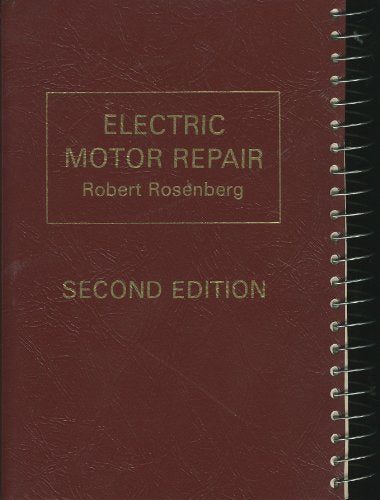 ELECTRIC
MOTOR REPAIR
Robert Rosenberg
SECOND EDITION